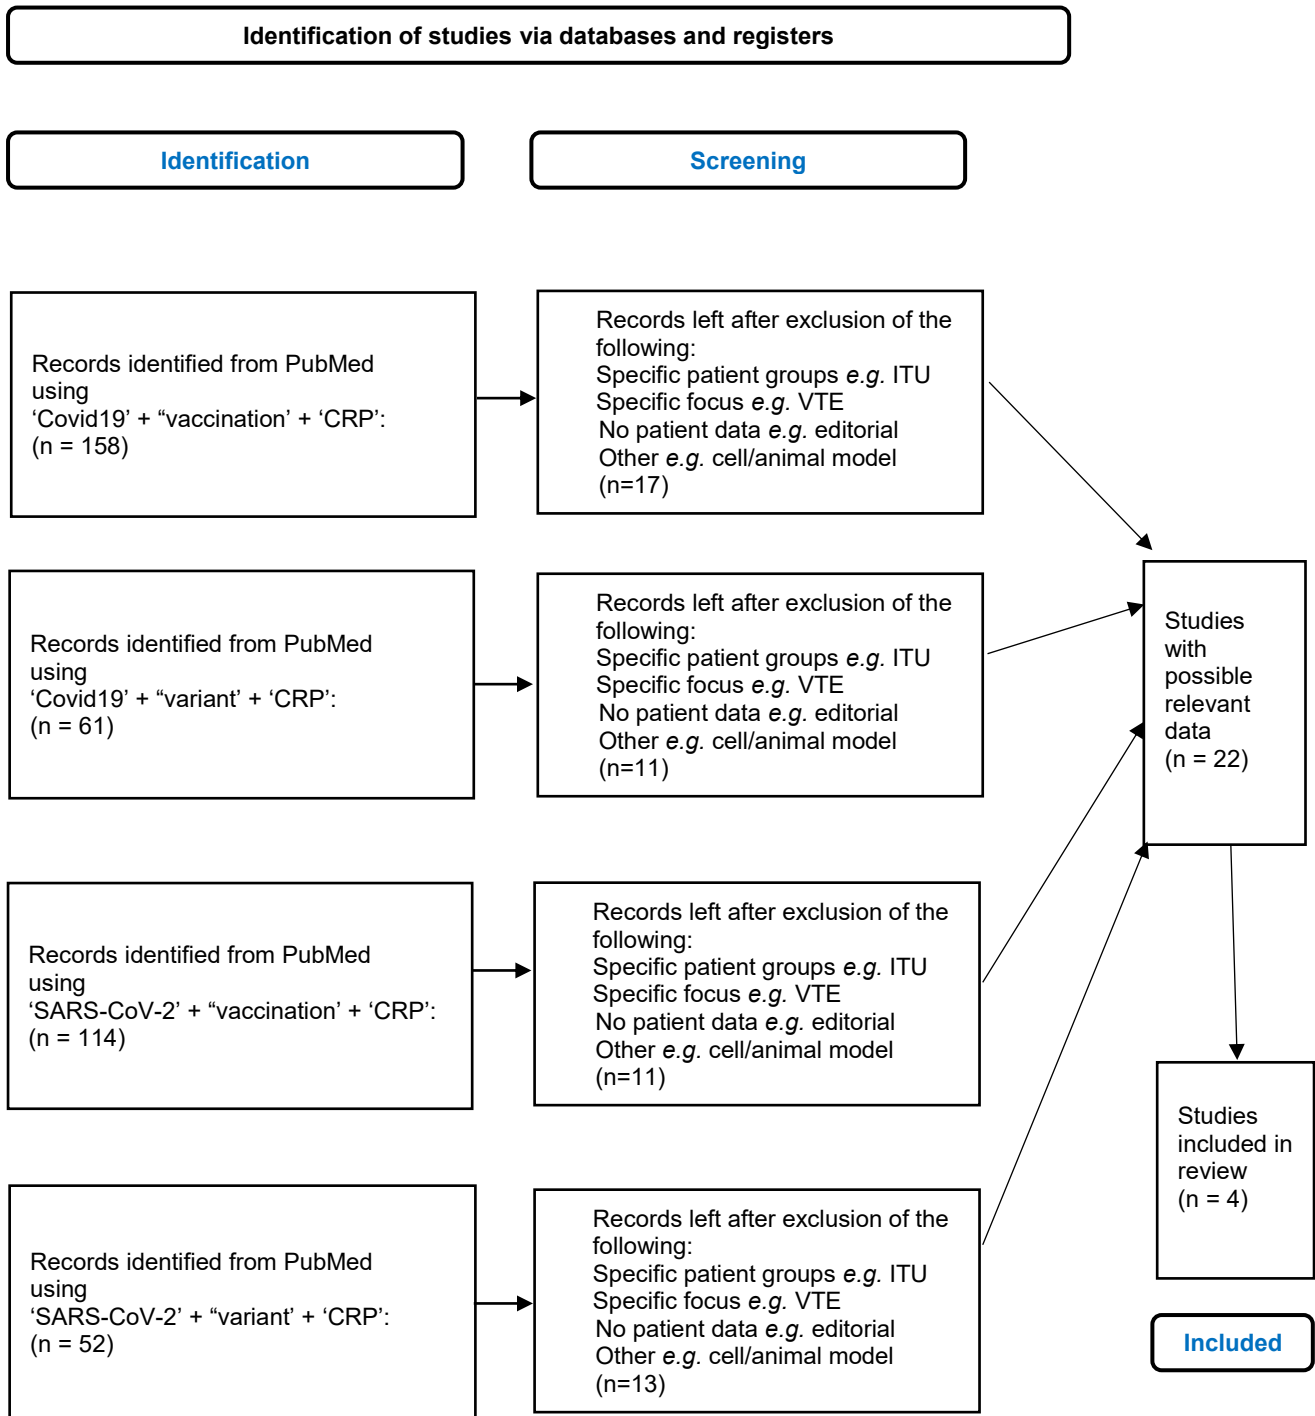 Identification of studies via databases and registers
Identification
Screening
Records identified from PubMed
using
‘Covid19’ + “vaccination’ + ‘CRP’:
(n = 158)
Records left after exclusion of the
following:
Specific patient groups e.g. ITU
Specific focus e.g. VTE
No patient data e.g. editorial
Other e.g. cell/animal model
(n=17)
Records identified from PubMed
using
‘Covid19’ + “variant’ + ‘CRP’:
(n = 61)
Records left after exclusion of the
following:
Specific patient groups e.g. ITU
Specific focus e.g. VTE
No patient data e.g. editorial
Other e.g. cell/animal model
(n=11)
Records identified from PubMed
using
‘SARS-CoV-2’ + “vaccination’ + ‘CRP’:
(n = 114)
Records left after exclusion of the
following:
Specific patient groups e.g. ITU
Specific focus e.g. VTE
No patient data e.g. editorial
Other e.g. cell/animal model
(n=11)
Records identified from PubMed
using
‘SARS-CoV-2’ + “variant’ + ‘CRP’:
(n = 52)
Records left after exclusion of the
following:
Specific patient groups e.g. ITU
Specific focus e.g. VTE
No patient data e.g. editorial
Other e.g. cell/animal model
(n=13)
Studies
with
possible
relevant
data
(n = 22)
Studies
included in
review
(n = 4)
Included